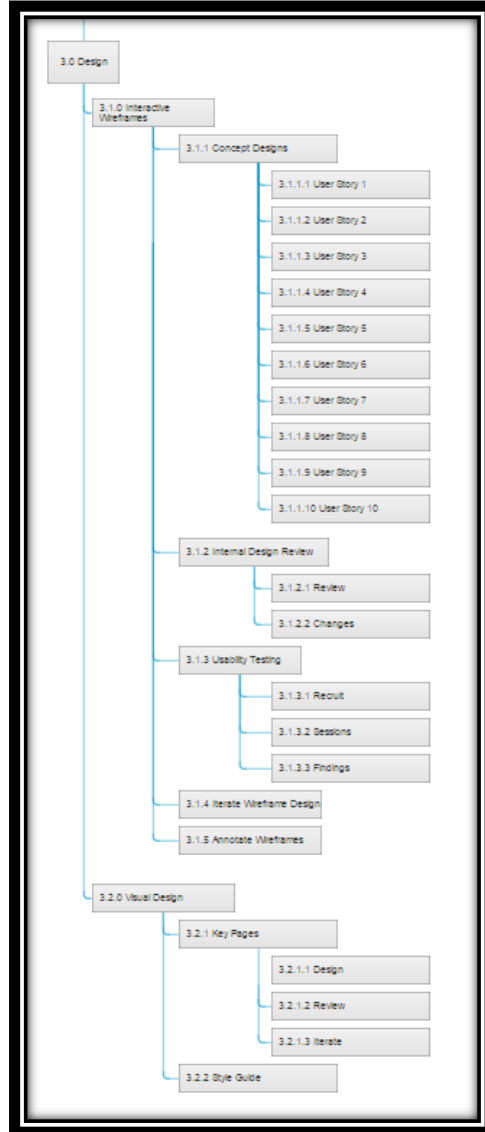 3.0 Design
3.1.0 Interactive
Wireframes
3.1.1 Concept Designs
3.1.1.1 User Story 1
3.1.1.2 User Story 2
3.1.1.3 User Story 3
3.1.1.4 User Story 4
3.1.1.5 User Story 5
3.1.1.6 User Story 6
3.1.1.7 User Story 7
3.1.1.8 User Story 8
3.1.1.9 User Story 9
3.1.1.10 User Story 10
3.1.2 Internal Design Review
3.1.2.1 Review
3.1.2.2 Changes
3.1.3 Usability Testing
3.1.3.1 Recruit
3.1.3.2 Sessions
3.1.3.3 Findings
3.1.4 Iterate Wireframe Design
3.1.5 Annotate Wireframes
3.2.0 Visual Design
3.2.1 Key Pages
3.2.1.1 Design
3.2.1.2 Review
3.2.1.3 Iterate
3.2.2 Style Guide